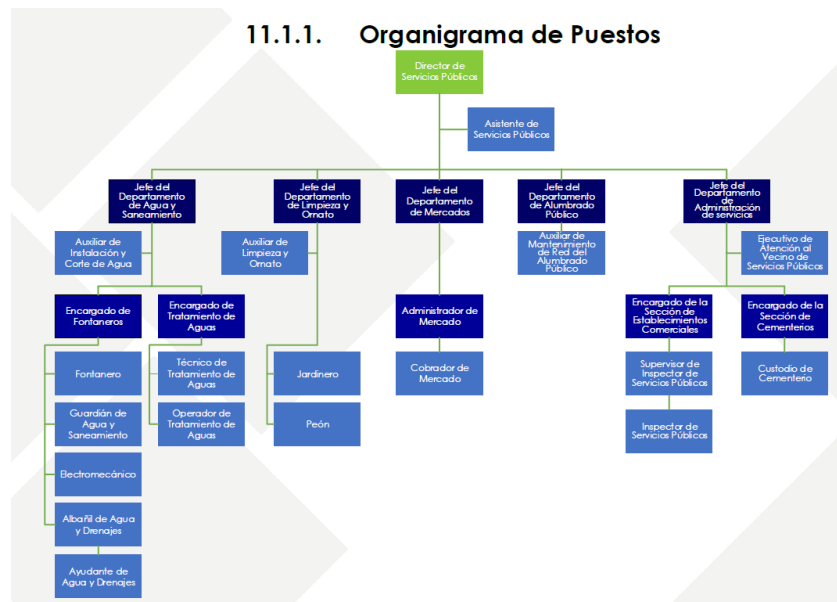 11.1.1. Organigrama de Puestos
Director de
Servicios Públicos
Asistente de
Servicios Públicos
Jefe del
Departamento
de Agua y
Saneamiento
Jefe del
Departamento
de Limpieza y
Ornato
Jefe del
Departamento
de Mercados
Jefe del
Departamento
de Alumbrado
Público
Jefe del
Departamento
de
Administración
de servicios
Auxiliar de
Instalación y
Corte de Agua
Auxiliar de
Limpieza y
Ornato
Auxiliar de
Mantenimiento
de Red del
Alumbrado
Público
Ejecutivo de
Atención al
Vecino de
Servicios Públicos
Encargado de
Fontaneros
Encargado de
Tratamiento de
Aguas
Administrador de
Mercado
Encargado de la
Sección de
Establecimientos
Comerciales
Encargado de la
Sección de
Cementerios
Fontanero
Técnico de
Tratamiento de
Aguas
Jardinero
Cobrador de
Mercado
Supervisor de
Inspector de
Servicios Públicos
Custodio de
Cementerio
Guardián de
Agua y
Saneamiento
Operador de
Tratamiento de
Aguas
Peón
Inspector de
Servicios Públicos
Electromecánico
Albañil de Agua
y Drenajes
Ayudante de
Agua y Drenajes